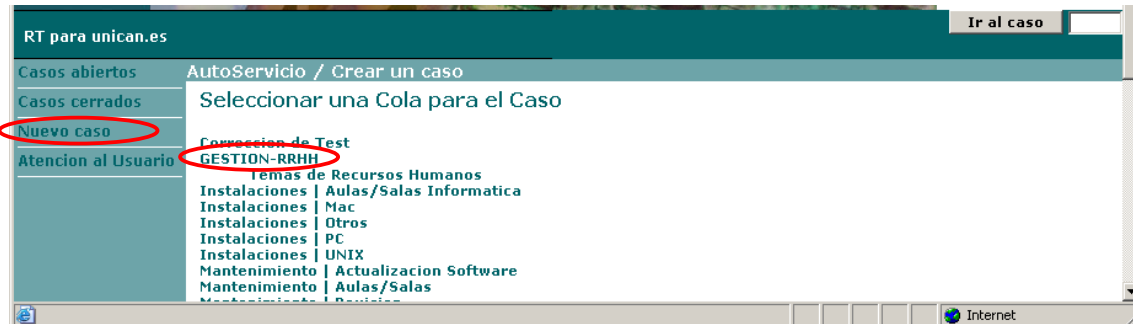 Ir al caso
RT para unican.es
Casos abiertos
Casos cerrados
Nuevo caso
Atencion al Usuario
AutoServicio / Crear un caso
Seleccionar una Cola para el Caso
Correccion de Test
GESTION-RRHH
Temas de Recursos Humanos
Instalaciones | Aulas/Salas Informatica
Instalaciones | Mac
Instalaciones | Otros
Instalaciones | PC
Instalaciones | UNIX
Mantenimiento | Actualizacion Software
Mantenimiento | Aulas/Salas
Mantenimiento | Revision
Internet